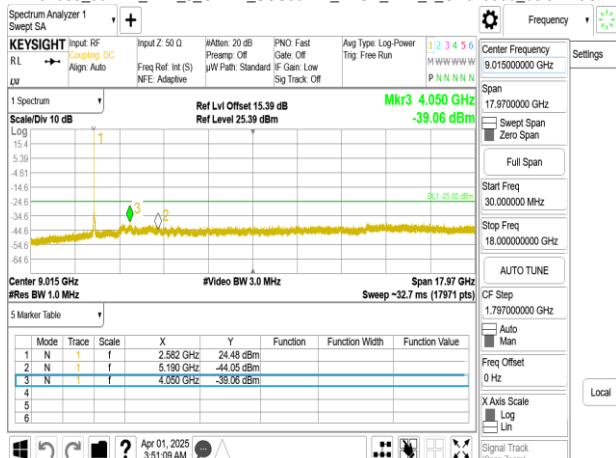 Spectrum Analyzer 1
Swept SA
Frequency
KEYSIGHT
RL
Input: RF
Coupling: DC
Align: Auto
Input Z: 50 Ω
Freq Ref: Int (S)
NFE: Adaptive
#Atten: 20 dB
Preamp: Off
µW Path: Standard
PNO: Fast
Gate: Off
IF Gain: Low
Sig Track: Off
Avg Type: Log-Power
Trig: Free Run
1 2 3 4 5 6
M W W W W W
P N N N N N
1 Spectrum
Scale/Div 10 dB
Ref Lvl Offset 15.39 dB
Ref Level 25.39 dBm
Mkr3 4.050 GHz
-39.06 dBm
Log
15.4
5.39
-4.61
-14.6
-24.6
-34.6
-44.6
-54.6
-64.6
1
3
2
DL1 -25.00 dBm
Center 9.015 GHz
#Res BW 1.0 MHz
#Video BW 3.0 MHz
Span 17.97 GHz
Sweep ~32.7 ms (17971 pts)
5 Marker Table
Mode Trace Scale X Y Function Function Width Function Value
1 N 1 f 2.582 GHz 24.48 dBm
2 N 1 f 5.190 GHz -44.05 dBm
3 N 1 f 4.050 GHz -39.06 dBm
4
5
6
Apr 01, 2025
3:51:09 AM
Center Frequency
9.015000000 GHz
Span
17.9700000 GHz
Swept Span
Zero Span
Full Span
Start Freq
30.000000 MHz
Stop Freq
18.000000000 GHz
AUTO TUNE
CF Step
1.797000000 GHz
Auto
Man
Freq Offset
0 Hz
X Axis Scale
Log
Lin
Signal Track
Settings
Local